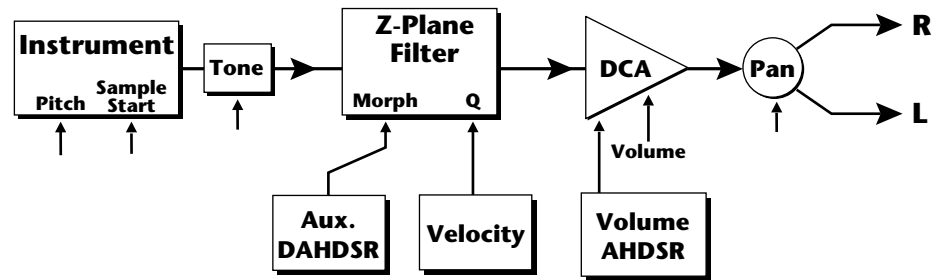 Instrument
Pitch
Sample
Start
Tone
Z-Plane
Filter
Morph
Q
DCA
Volume
Pan
R
L
Aux.
DAHDSR
Velocity
Volume
AHDSR